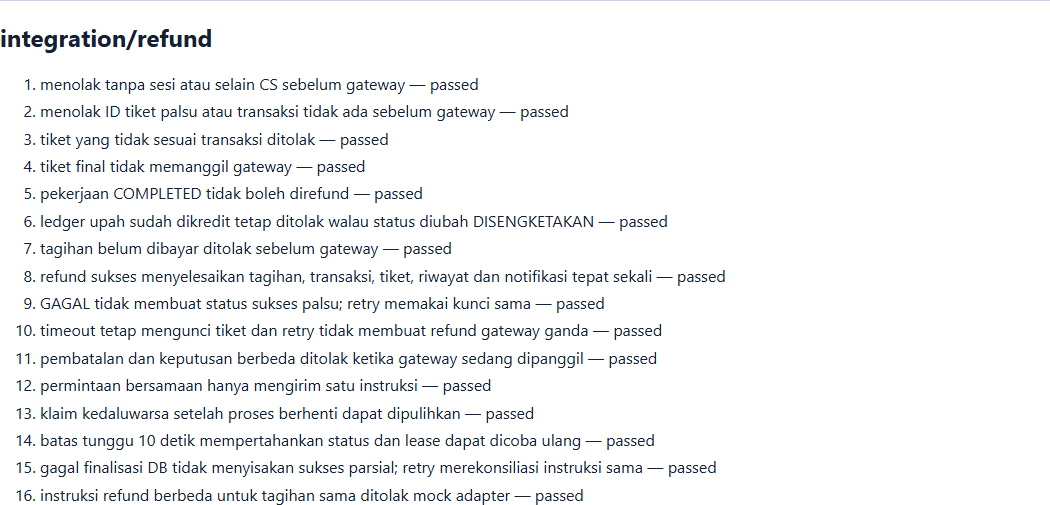 integration/refund
1. menolak tanpa sesi atau selain CS sebelum gateway — passed
2. menolak ID tiket palsu atau transaksi tidak ada sebelum gateway — passed
3. tiket yang tidak sesuai transaksi ditolak — passed
4. tiket final tidak memanggil gateway — passed
5. pekerjaan COMPLETED tidak boleh direfund — passed
6. ledger upah sudah dikredit tetap ditolak walau status diubah DISENGKETAKAN — passed
7. tagihan belum dibayar ditolak sebelum gateway — passed
8. refund sukses menyelesaikan tagihan, transaksi, tiket, riwayat dan notifikasi tepat sekali — passed
9. GAGAL tidak membuat status sukses palsu; retry memakai kunci sama — passed
10. timeout tetap mengunci tiket dan retry tidak membuat refund gateway ganda — passed
11. pembatalan dan keputusan berbeda ditolak ketika gateway sedang dipanggil — passed
12. permintaan bersamaan hanya mengirim satu instruksi — passed
13. klaim kedaluwarsa setelah proses berhenti dapat dipulihkan — passed
14. batas tunggu 10 detik mempertahankan status dan lease dapat dicoba ulang — passed
15. gagal finalisasi DB tidak menyisakan sukses parsial; retry merekonsiliasi instruksi sama — passed
16. instruksi refund berbeda untuk tagihan sama ditolak mock adapter — passed